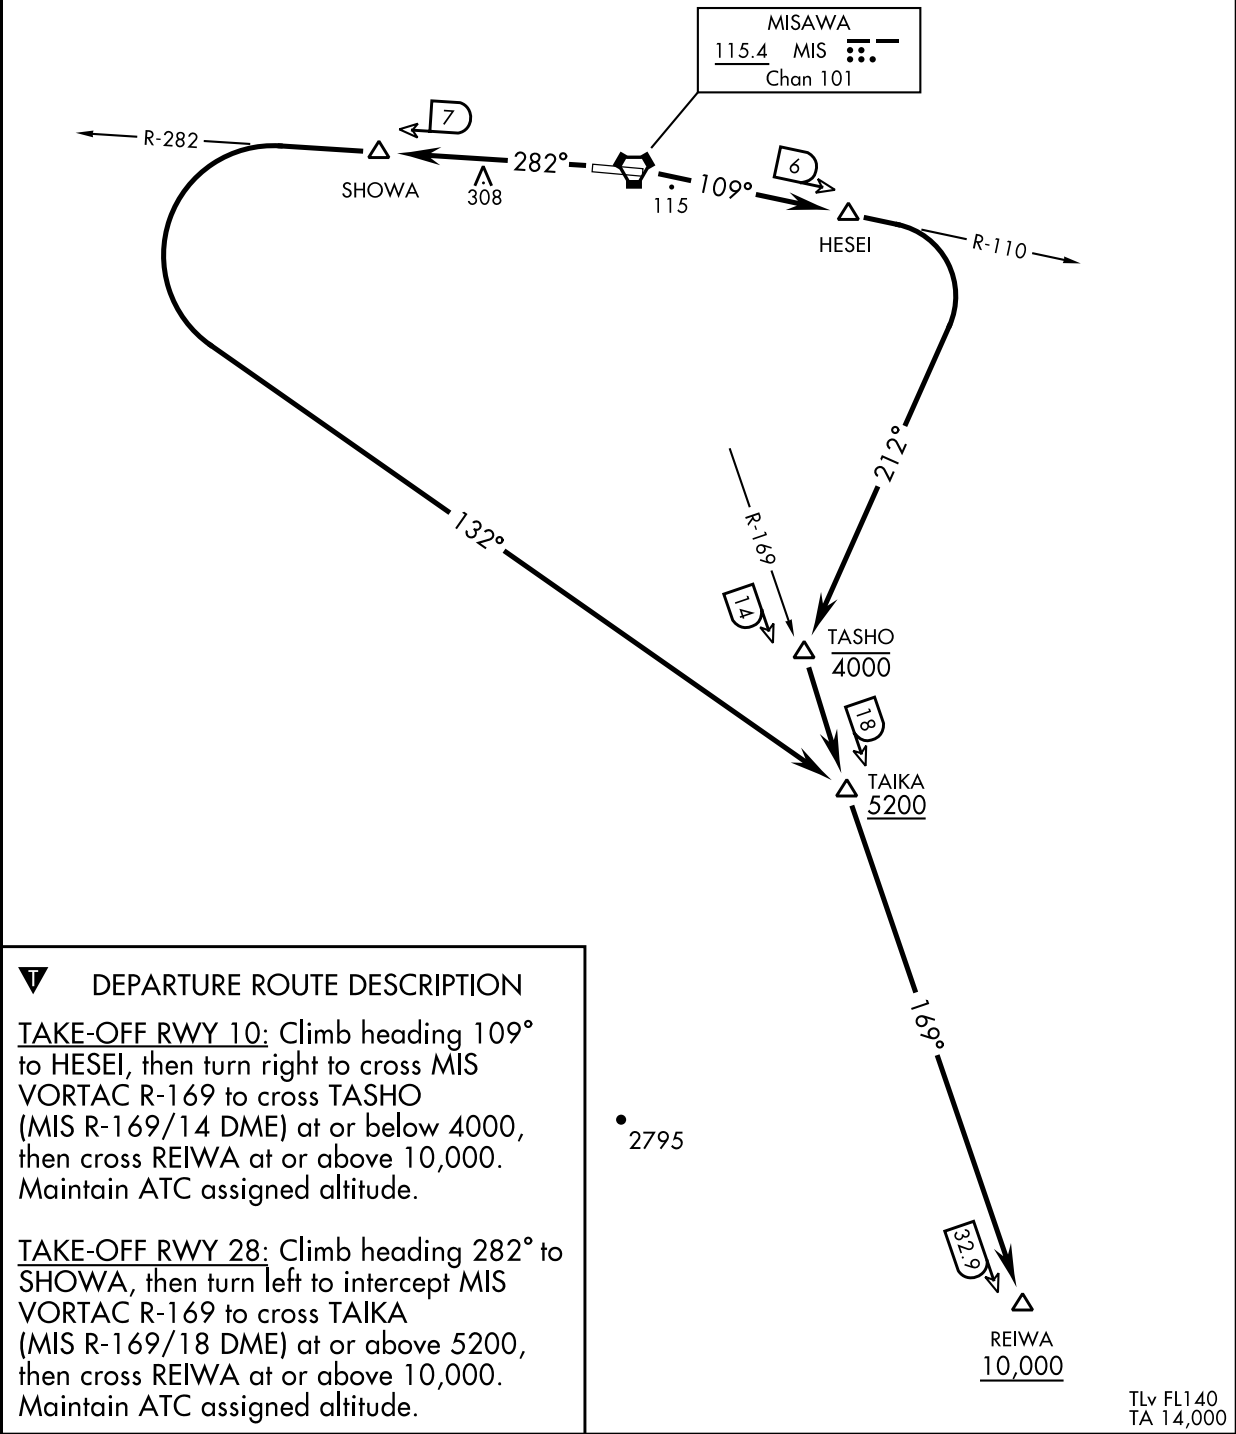 MISAWA
115.4 MIS
Chan 101
7
R-282
282°
6
SHOWA
308
115
109°
HESEI
R-110
212°
R-169
132°
14
TASHO
4000
18
TAIKA
5200
169°
T DEPARTURE ROUTE DESCRIPTION
TAKE-OFF RWY 10: Climb heading 109°
to HESEI, then turn right to cross MIS
VORTAC R-169 to cross TASHO
(MIS R-169/14 DME) at or below 4000,
then cross REIWA at or above 10,000.
Maintain ATC assigned altitude.
TAKE-OFF RWY 28: Climb heading 282° to
SHOWA, then turn left to intercept MIS
VORTAC R-169 to cross TAIKA
(MIS R-169/18 DME) at or above 5200,
then cross REIWA at or above 10,000.
Maintain ATC assigned altitude.
2795
32.9
REIWA
10,000
TLv FL140
TA 14,000